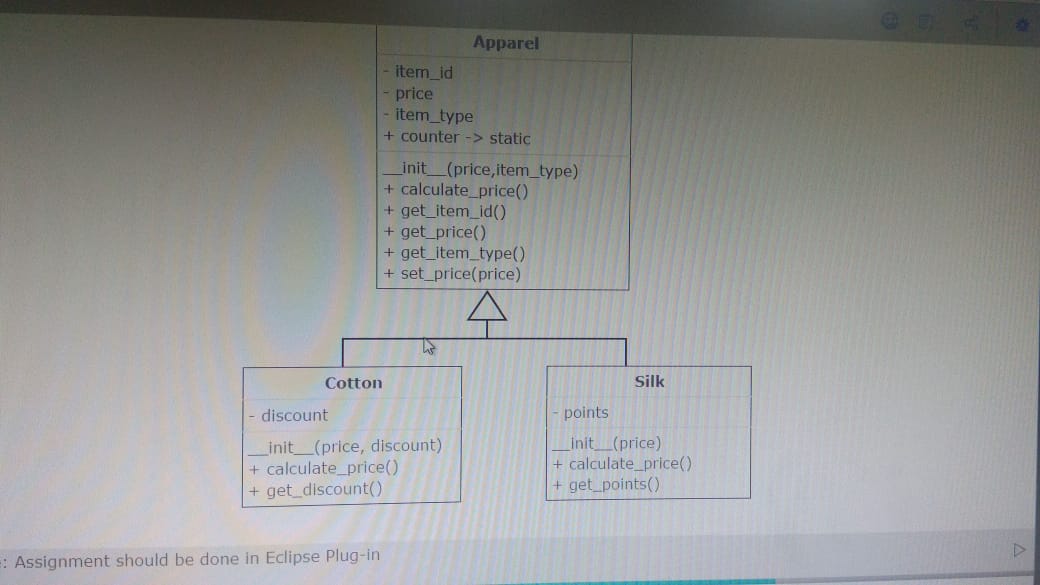 Apparel
- item_id
- price
- item_type
+ counter -> static
__init__(price,item_type)
+ calculate_price()
+ get_item_id()
+ get_price()
+ get_item_type()
+ set_price(price)
Cotton
- discount
__init__(price, discount)
+ calculate_price()
+ get_discount()
Silk
- points
__init__(price)
+ calculate_price()
+ get_points()
: Assignment should be done in Eclipse Plug-in